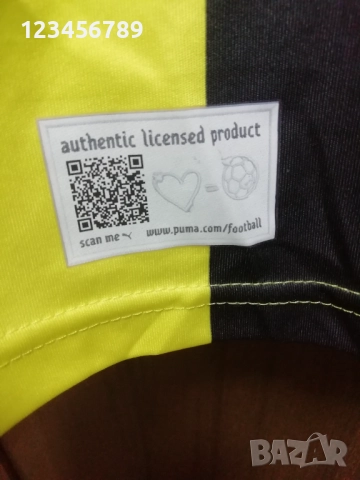 123456789
authentic licensed product
scan me
www.puma.com/football
BAZAR